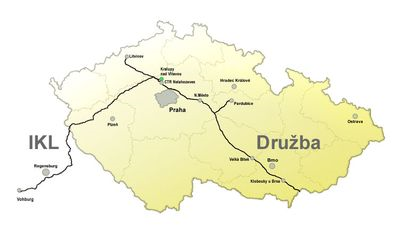 Litvínov
Kralupy
nad Vltavou
CTR Nelahozeves
Hradec Králové
N.Město
Pardubice
Praha
Ostrava
Plzeň
IKL
Družba
Regensburg
Velká Bíteš
Brno
Klobouky u Brna
Vohburg